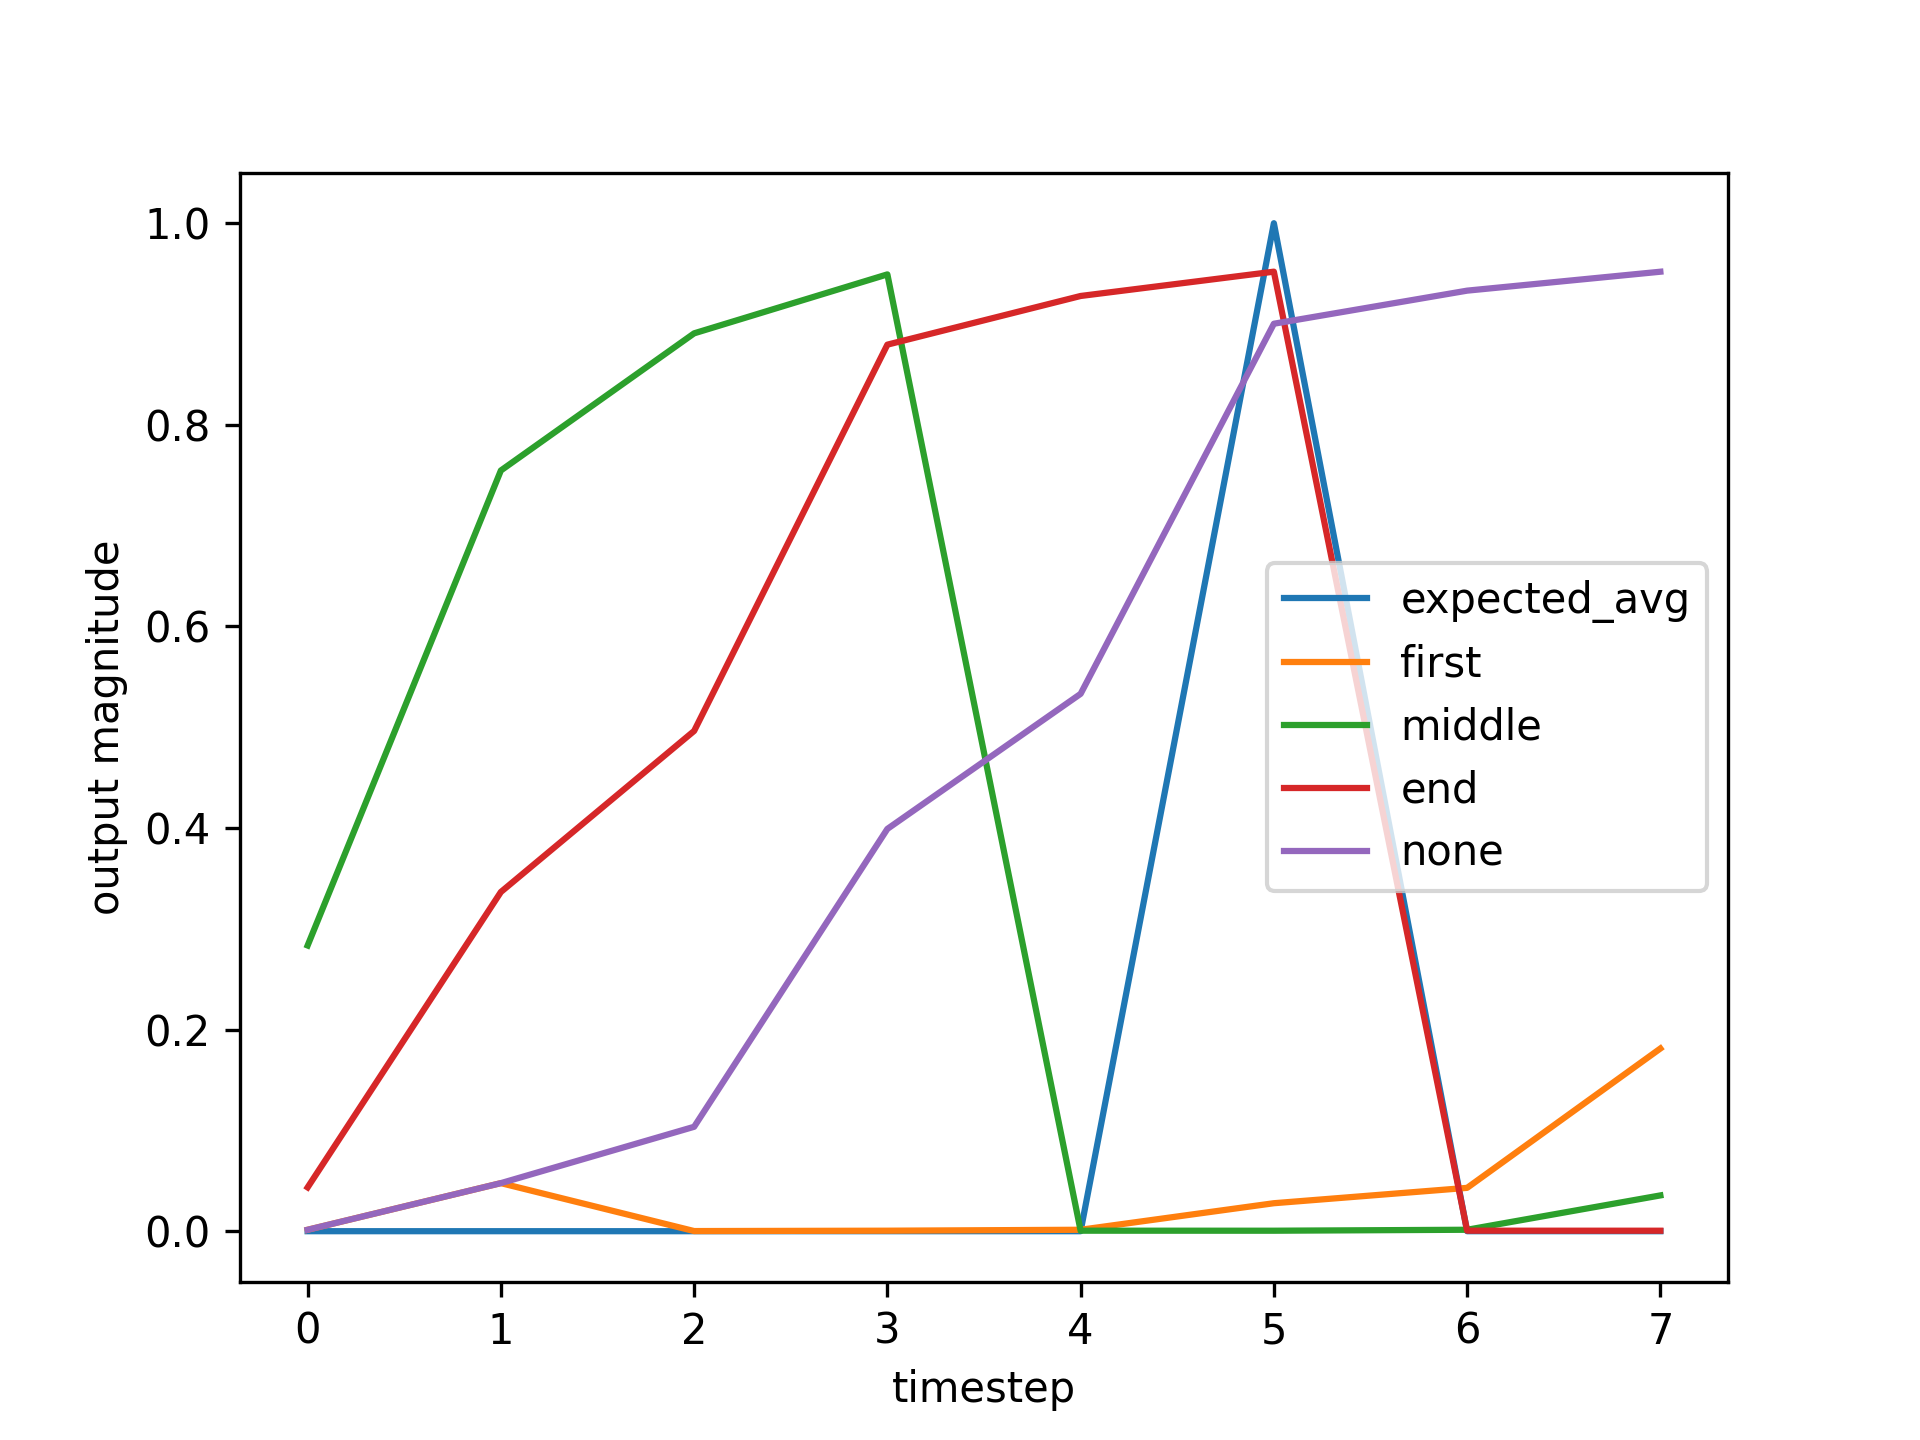 1.0
0.8
0.6
0.4
0.2
0.0
output magnitude
expected_avg
first
middle
end
none
0 1 2 3 4 5 6 7
timestep